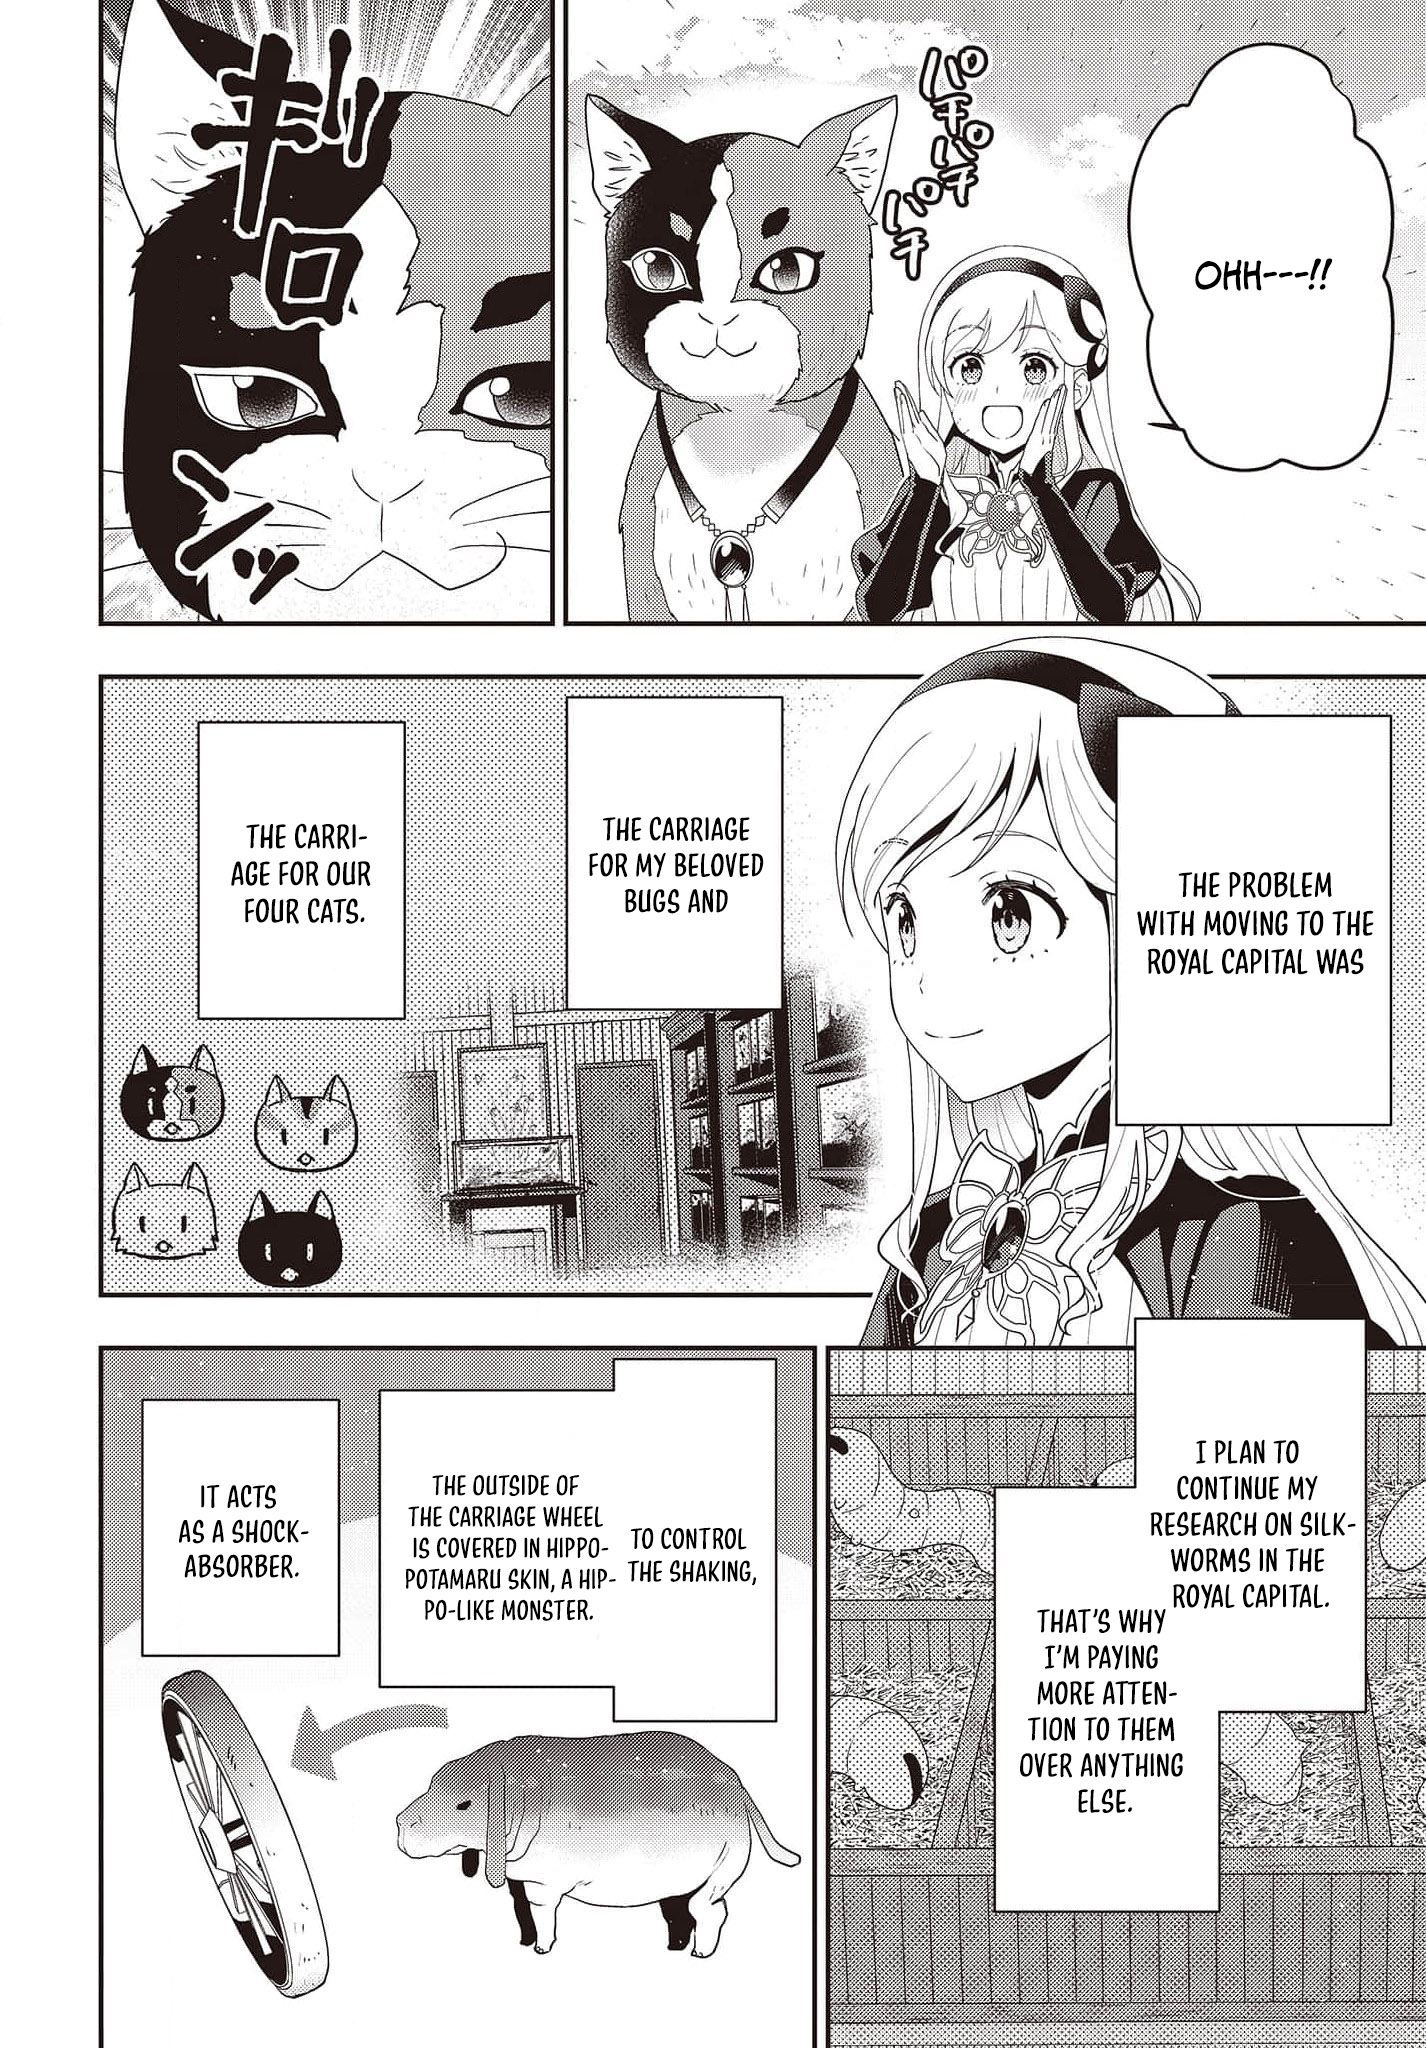 OHH---!!
パチパチ
パチパチ
ギリ
ロンッ
THE PROBLEM
WITH MOVING TO THE
ROYAL CAPITAL WAS
THE CARRIAGE
FOR MY BELOVED
BUGS AND
THE CARRI-
AGE FOR OUR
FOUR CATS.
I PLAN TO
CONTINUE MY
RESEARCH ON SILK-
WORMS IN THE
ROYAL CAPITAL.
THAT'S WHY
I'M PAYING
MORE ATTEN-
TION TO THEM
OVER ANYTHING
ELSE.
TO CONTROL
THE SHAKING,
THE OUTSIDE OF
THE CARRIAGE WHEEL
IS COVERED IN HIPPO-
POTAMARU SKIN, A HIP-
PO-LIKE MONSTER.
IT ACTS
AS A SHOCK-
ABSORBER.